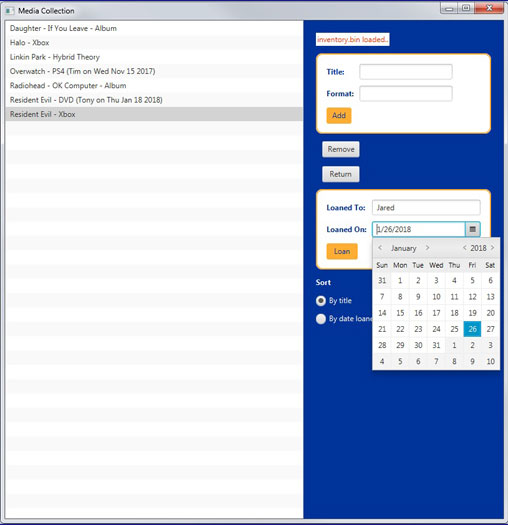 Media Collection
Daughter - If You Leave - Album
Halo - Xbox
Linkin Park - Hybrid Theory
Overwatch - PS4 (Tim on Wed Nov 15 2017)
Radiohead - OK Computer - Album
Resident Evil - DVD (Tony on Thu Jan 18 2018)
Resident Evil - Xbox
inventory.bin loaded..
Title:
Format:
Add
Remove
Return
Loaned To: Jared
Loaned On: 1/26/2018
Loan
< January > < 2018 >
Sun Mon Tue Wed Thu Fri Sat
31 1 2 3 4 5 6
7 8 9 10 11 12 13
14 15 16 17 18 19 20
21 22 23 24 25 26 27
28 29 30 31 1 2 3
4 5 6 7 8 9 10
Sort
By title
By date loane